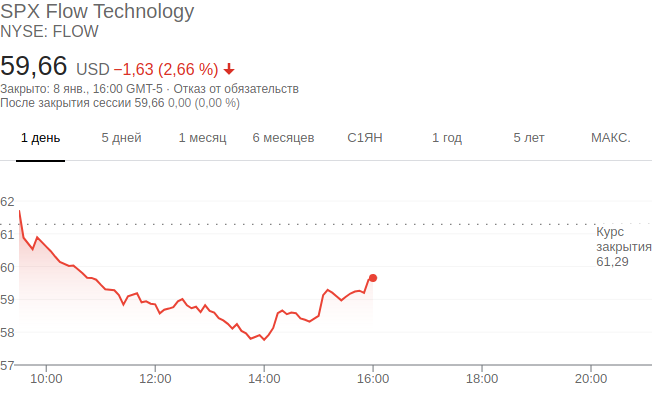 SPX Flow Technology
NYSE: FLOW
59,66 USD −1,63 (2,66 %)
Закрыто: 8 янв., 16:00 GMT-5 · Отказ от обязательств
После закрытия сессии 59,66 0,00 (0,00 %)
1 день 5 дней 1 месяц 6 месяцев С1ЯН 1 год 5 лет МАКС.
62
61
60
59
58
57
Курс
закрытия
61,29
10:00 12:00 14:00 16:00 18:00 20:00